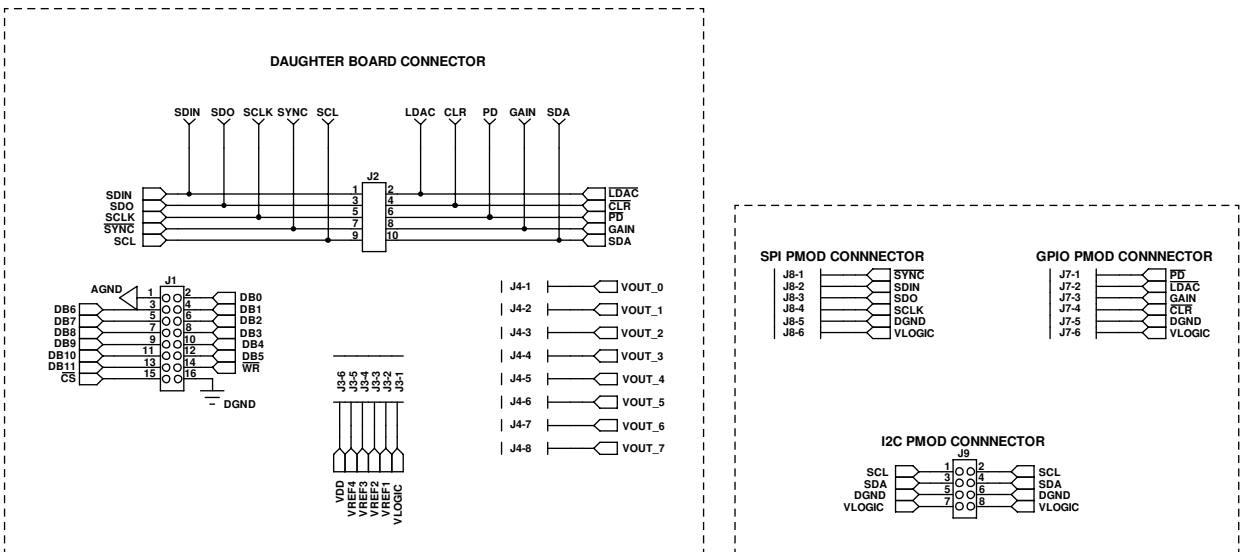 DAUGHTER BOARD CONNECTOR
SDIN SDO SCLK SYNC SCL LDAC CLR PD GAIN SDA
J2
SDIN 1 2 LDAC
SDO 3 4 CLR
SCLK 5 6 PD
SYNC 7 8 GAIN
SCL 9 10 SDA
J1
AGND 1 2 DB0
DB6 3 4 DB1
DB7 5 6 DB2
DB8 7 8 DB3
DB9 9 10 DB4
DB10 11 12 DB5
DB11 13 14 WR
CS 15 16
DGND
J3-6 J3-5 J3-4 J3-3 J3-2 J3-1
VDD VREF4 VREF3 VREF2 VREF1 VLOGIC
J4-1 VOUT_0
J4-2 VOUT_1
J4-3 VOUT_2
J4-4 VOUT_3
J4-5 VOUT_4
J4-6 VOUT_5
J4-7 VOUT_6
J4-8 VOUT_7
SPI PMOD CONNNECTOR
J8-1 SYNC
J8-2 SDIN
J8-3 SDO
J8-4 SCLK
J8-5 DGND
J8-6 VLOGIC
GPIO PMOD CONNNECTOR
J7-1 PD
J7-2 LDAC
J7-3 GAIN
J7-4 CLR
J7-5 DGND
J7-6 VLOGIC
I2C PMOD CONNNECTOR
J9
SCL 1 2 SCL
SDA 3 4 SDA
DGND 5 6 DGND
VLOGIC 7 8 VLOGIC